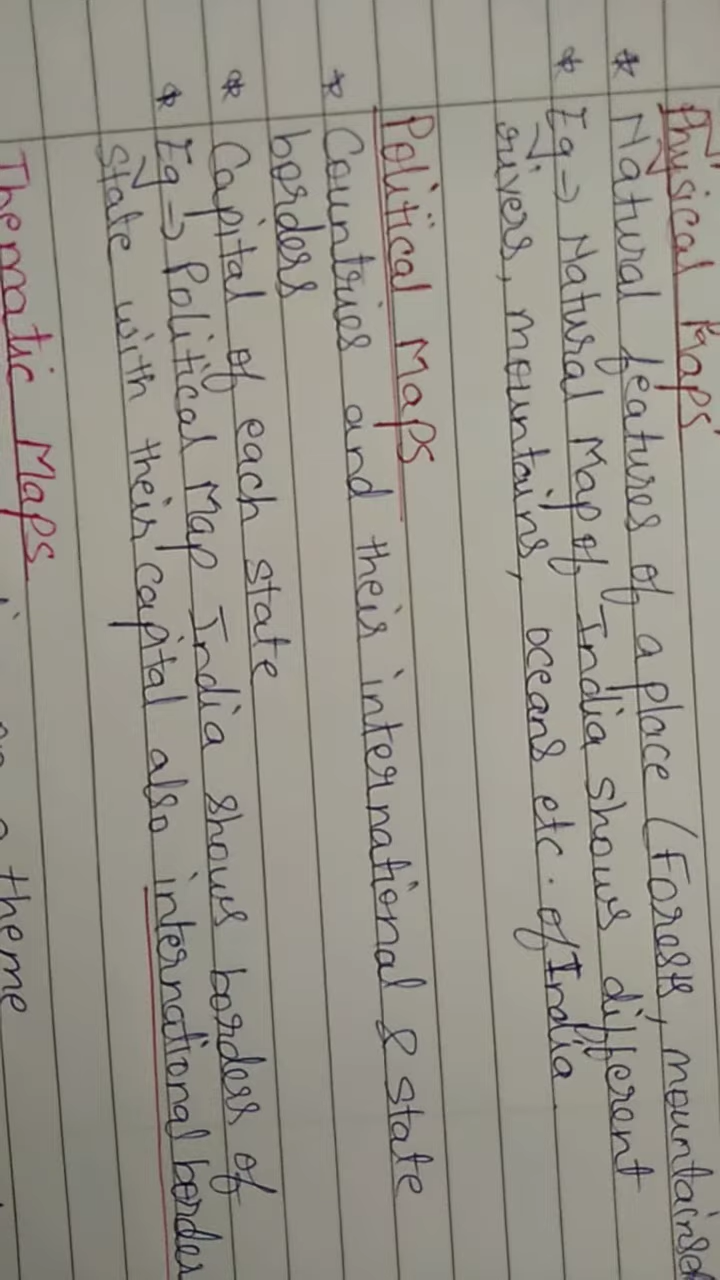 Physical Maps
* Natural features of a place (Forests, mountains
* Eg → Natural Map of India shows different
rivers, mountains, oceans etc. of India
Political Maps
* Countries and their international & state
borders
* Capital of each state
* Eg → Political Map India shows borders of
state with their capital also international border
Thematic Maps
theme